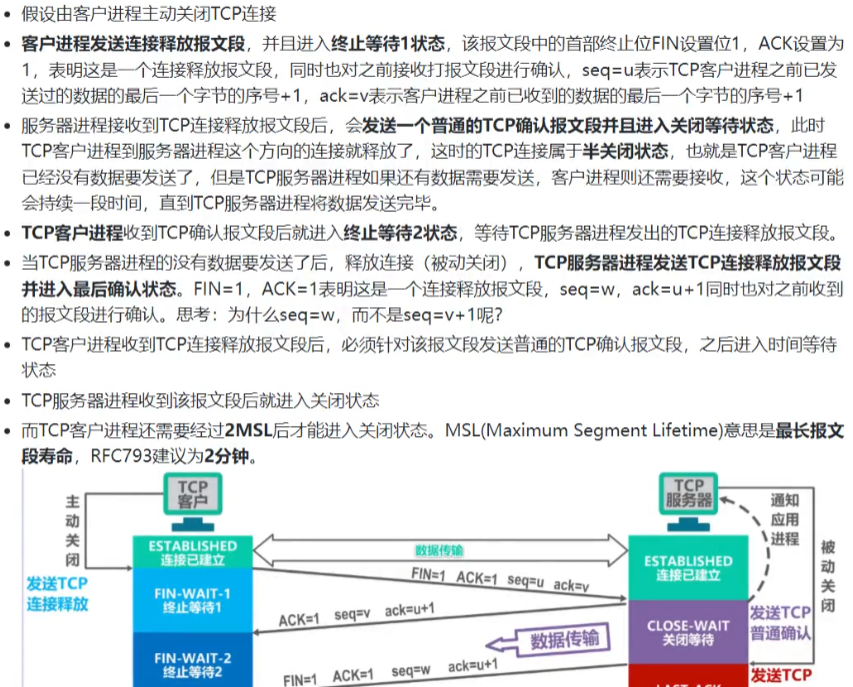 假设由客户进程主动关闭TCP连接
客户进程发送连接释放报文段，并且进入终止等待1状态，该报文段中的首部终止位FIN设置位1，ACK设置为
1，表明这是一个连接释放报文段，同时也对之前接收打报文段进行确认，seq=u表示TCP客户进程之前已发
送过的数据的最后一个字节的序号+1，ack=v表示客户进程之前已收到的数据的最后一个字节的序号+1
服务器进程接收到TCP连接释放报文段后，会发送一个普通的TCP确认报文段并且进入关闭等待状态，此时
TCP客户进程到服务器进程这个方向的连接就释放了，这时的TCP连接属于半关闭状态，也就是TCP客户进程
已经没有数据要发送了，但是TCP服务器进程如果还有数据需要发送，客户进程则还需要接收，这个状态可能
会持续一段时间，直到TCP服务器进程将数据发送完毕。
TCP客户进程收到TCP确认报文段后就进入终止等待2状态，等待TCP服务器进程发出的TCP连接释放报文段。
当TCP服务器进程的没有数据要发送了后，释放连接（被动关闭），TCP服务器进程发送TCP连接释放报文段
并进入最后确认状态。FIN=1，ACK=1表明这是一个连接释放报文段，seq=w，ack=u+1同时也对之前收到
的报文段进行确认。思考：为什么seq=w，而不是seq=v+1呢？
TCP客户进程收到TCP连接释放报文段后，必须针对该报文段发送普通的TCP确认报文段，之后进入时间等待
状态
TCP服务器进程收到该报文段后就进入关闭状态
而TCP客户进程还需要经过2MSL后才能进入关闭状态。MSL(Maximum Segment Lifetime)意思是最长报文
段寿命，RFC793建议为2分钟。
主动关闭
TCP
客户
TCP
服务器
通知
应用
进程
被动关闭
ESTABLISHED
连接已建立
数据传输
ESTABLISHED
连接已建立
发送TCP
连接释放
FIN-WAIT-1
终止等待1
FIN=1 ACK=1 seq=u ack=v
ACK=1 seq=v ack=u+1
CLOSE-WAIT
关闭等待
发送TCP
普通确认
数据传输
FIN-WAIT-2
终止等待2
FIN=1 ACK=1 seq=w ack=u+1
LAST-ACK
发送TCP